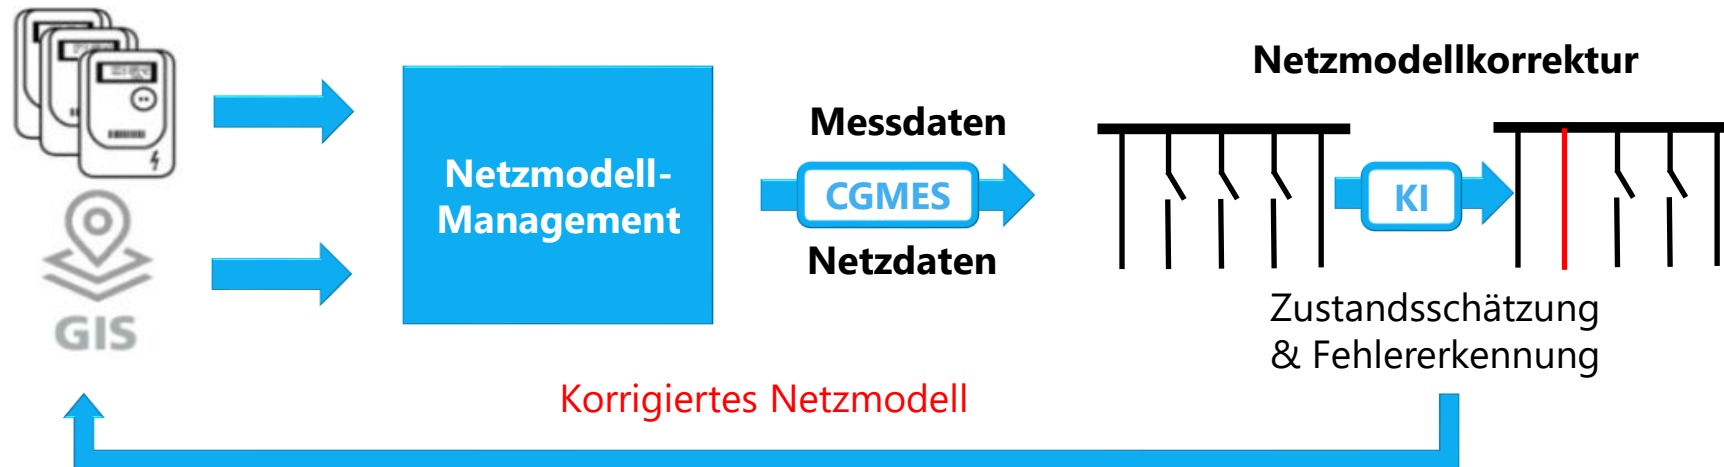 Netzmodellkorrektur
Messdaten
Netzmodell-
Management
CGMES
KI
Netzdaten
Zustandsschätzung
& Fehlererkennung
GIS
Korrigiertes Netzmodell